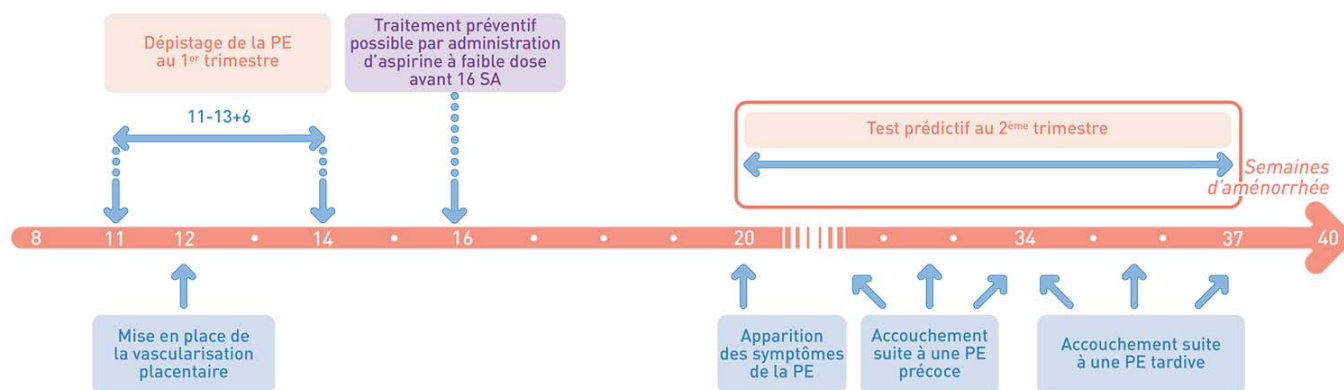 Dépistage de la PE
au 1er trimestre
Traitement préventif
possible par administration
d'aspirine à faible dose
avant 16 SA
11-13+6
Test prédictif au 2ème trimestre
Semaines
d'aménorrhée
8 11 12 14 16 20 34 37 40
Mise en place de
la vascularisation
placentaire
Apparition
des symptômes
de la PE
Accouchement
suite à une PE
précoce
Accouchement suite
à une PE tardive